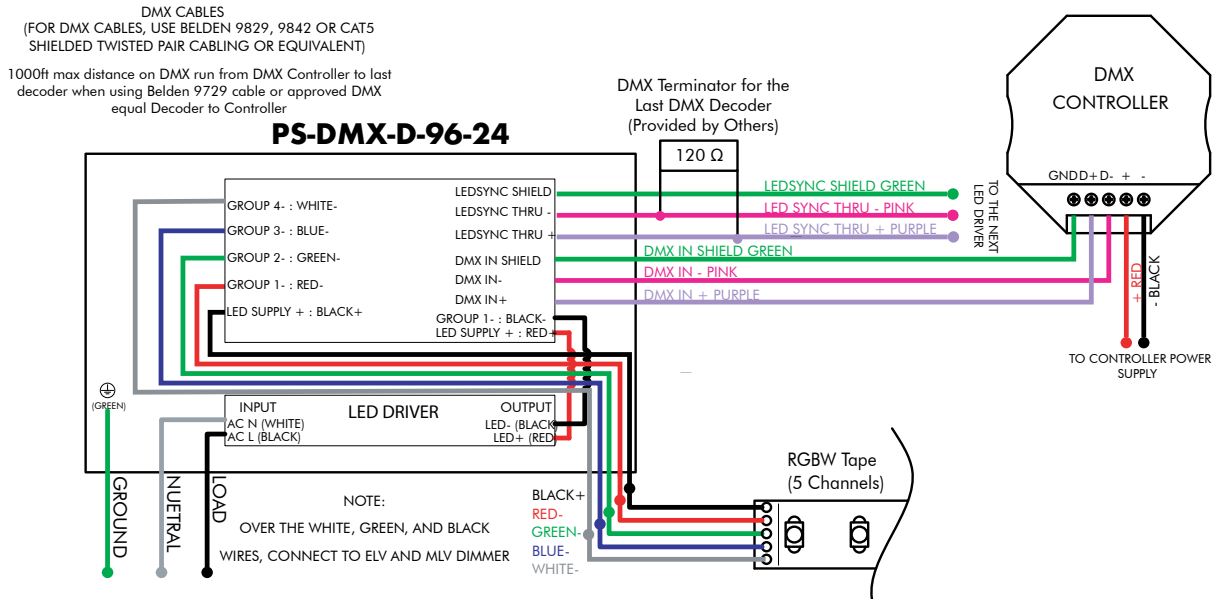 DMX CABLES
(FOR DMX CABLES, USE BELDEN 9829, 9842 OR CAT5
SHIELDED TWISTED PAIR CABLING OR EQUIVALENT)
1000ft max distance on DMX run from DMX Controller to last
decoder when using Belden 9729 cable or approved DMX
equal Decoder to Controller
PS-DMX-D-96-24
DMX Terminator for the
Last DMX Decoder
(Provided by Others)
120 Ω
DMX
CONTROLLER
GND D+ D- + -
GROUP 4- : WHITE-
GROUP 3- : BLUE-
GROUP 2- : GREEN-
GROUP 1- : RED-
LED SUPPLY + : BLACK+
LEDSYNC SHIELD
LEDSYNC THRU -
LEDSYNC THRU +
DMX IN SHIELD
DMX IN-
DMX IN+
GROUP 1- : BLACK-
LED SUPPLY + : RED+
LEDSYNC SHIELD GREEN
LED SYNC THRU - PINK
LED SYNC THRU + PURPLE
DMX IN SHIELD GREEN
DMX IN - PINK
DMX IN + PURPLE
TO THE NEXT
LED DRIVER
+ RED
- BLACK
TO CONTROLLER POWER
SUPPLY
(GREEN)
INPUT
AC N (WHITE)
AC L (BLACK)
LED DRIVER
OUTPUT
LED- (BLACK)
LED+ (RED)
GROUND
NUETRAL
LOAD
NOTE:
OVER THE WHITE, GREEN, AND BLACK
WIRES, CONNECT TO ELV AND MLV DIMMER
BLACK+
RED-
GREEN-
BLUE-
WHITE-
RGBW Tape
(5 Channels)